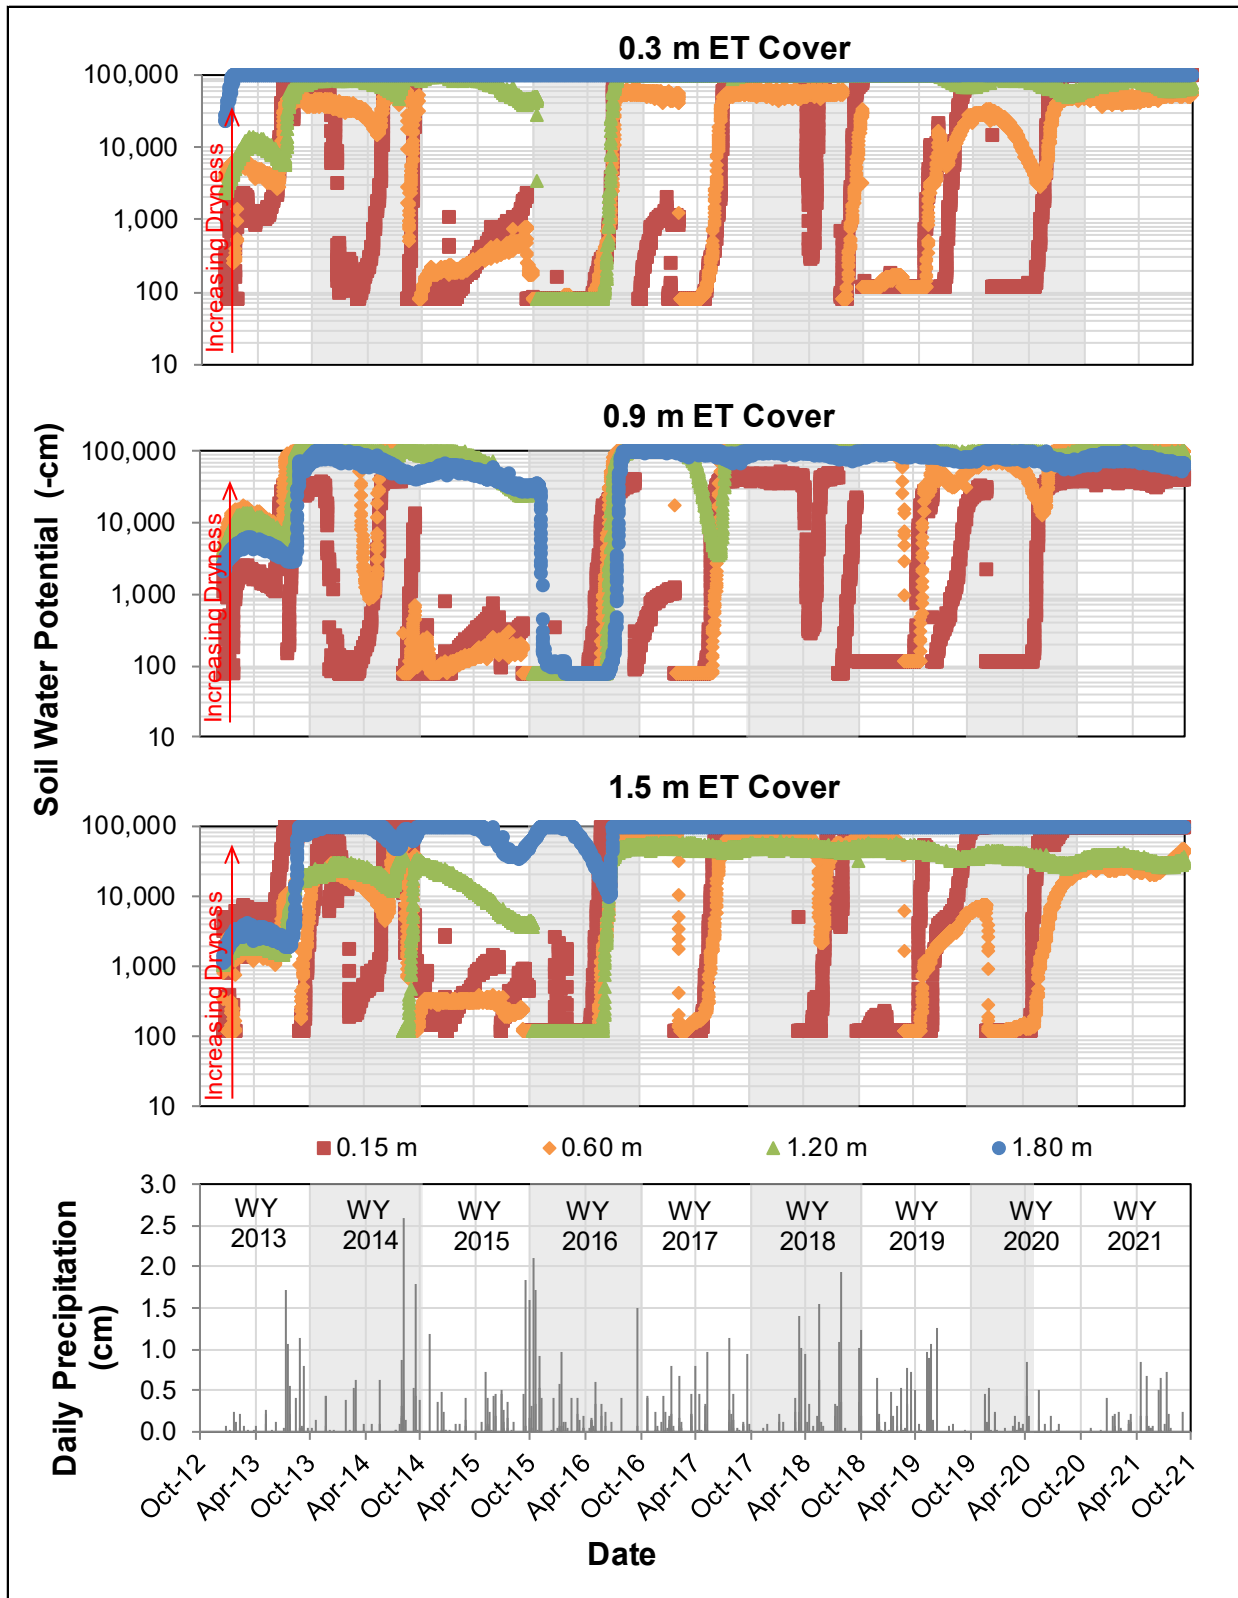 0.3 m ET Cover
100,000
10,000
1,000
100
10
Increasing Dryness
0.9 m ET Cover
100,000
10,000
1,000
100
10
Increasing Dryness
Soil Water Potential (-cm)
1.5 m ET Cover
100,000
10,000
1,000
100
10
Increasing Dryness
0.15 m 0.60 m 1.20 m 1.80 m
Daily Precipitation
(cm)
3.0
2.5
2.0
1.5
1.0
0.5
0.0
WY WY WY WY WY WY WY WY WY
2013 2014 2015 2016 2017 2018 2019 2020 2021
Oct-12 Apr-13 Oct-13 Apr-14 Oct-14 Apr-15 Oct-15 Apr-16 Oct-16 Apr-17 Oct-17 Apr-18 Oct-18 Apr-19 Oct-19 Apr-20 Oct-20 Apr-21 Oct-21
Date